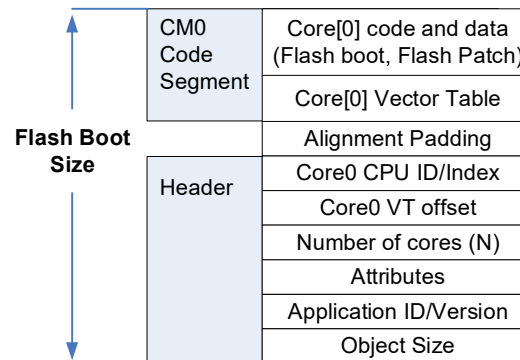 Flash Boot
Size
CM0
Code
Segment
Core[0] code and data
(Flash boot, Flash Patch)
Core[0] Vector Table
Alignment Padding
Header
Core0 CPU ID/Index
Core0 VT offset
Number of cores (N)
Attributes
Application ID/Version
Object Size